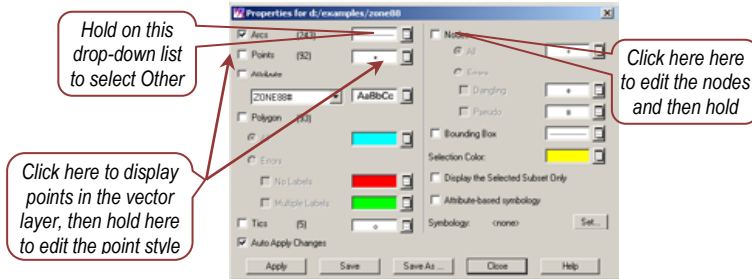 Properties for d:/examples/zone88
Hold on this
drop-down list
to select Other
Arcs (243)
Points (92)
Attribute
ZONE88#
AaBbCc
Polygon (93)
All
Errors
No Labels
Multiple Labels
Tics (5)
Auto Apply Changes
Nodes
All
Errors
Dangling
Pseudo
Bounding Box
Selection Color:
Display the Selected Subset Only
Attribute-based symbology
Symbology: <none>
Set...
Apply
Save
Save As ...
Close
Help
Click here here
to edit the nodes
and then hold
Click here to display
points in the vector
layer, then hold here
to edit the point style